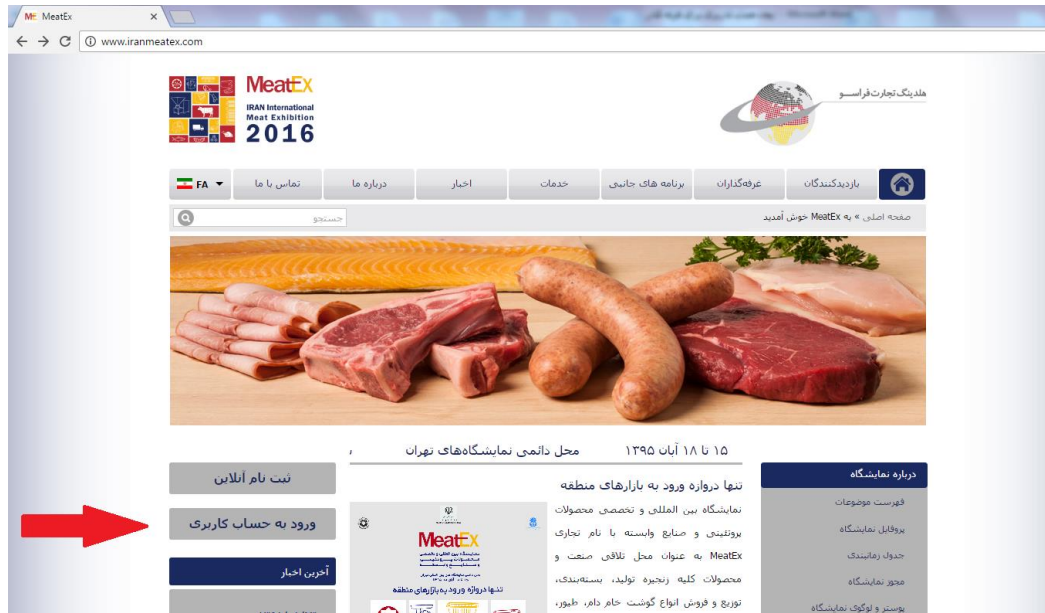 MeatEx
www.iranmeatex.com
MeatEx
IRAN International
Meat Exhibition
2016
هلدینگ تجارت فراســو
بازدیدکنندگان
غرفه‌گذاران
برنامه های جانبی
خدمات
اخبار
درباره ما
تماس با ما
FA
صفحه اصلی » به MeatEx خوش آمدید
جستجو
۱۵ تا ۱۸ آبان ۱۳۹۵ محل دائمی نمایشگاه‌های تهران
درباره نمایشگاه
فهرست موضوعات
پروفایل نمایشگاه
جدول زمانبندی
مجوز نمایشگاه
پوستر و لوگوی نمایشگاه
تنها دروازه ورود به بازارهای منطقه
نمایشگاه بین المللی و تخصصی محصولات
پروتئینی و صنایع وابسته با نام تجاری
MeatEx به عنوان محل تلاقی صنعت و
محصولات کلیه زنجیره تولید، بسته‌بندی،
توزیع و فروش انواع گوشت خام دام، طیور،
MeatEx
تنها دروازه ورود به بازارهای منطقه
ثبت نام آنلاین
ورود به حساب کاربری
آخرین اخبار